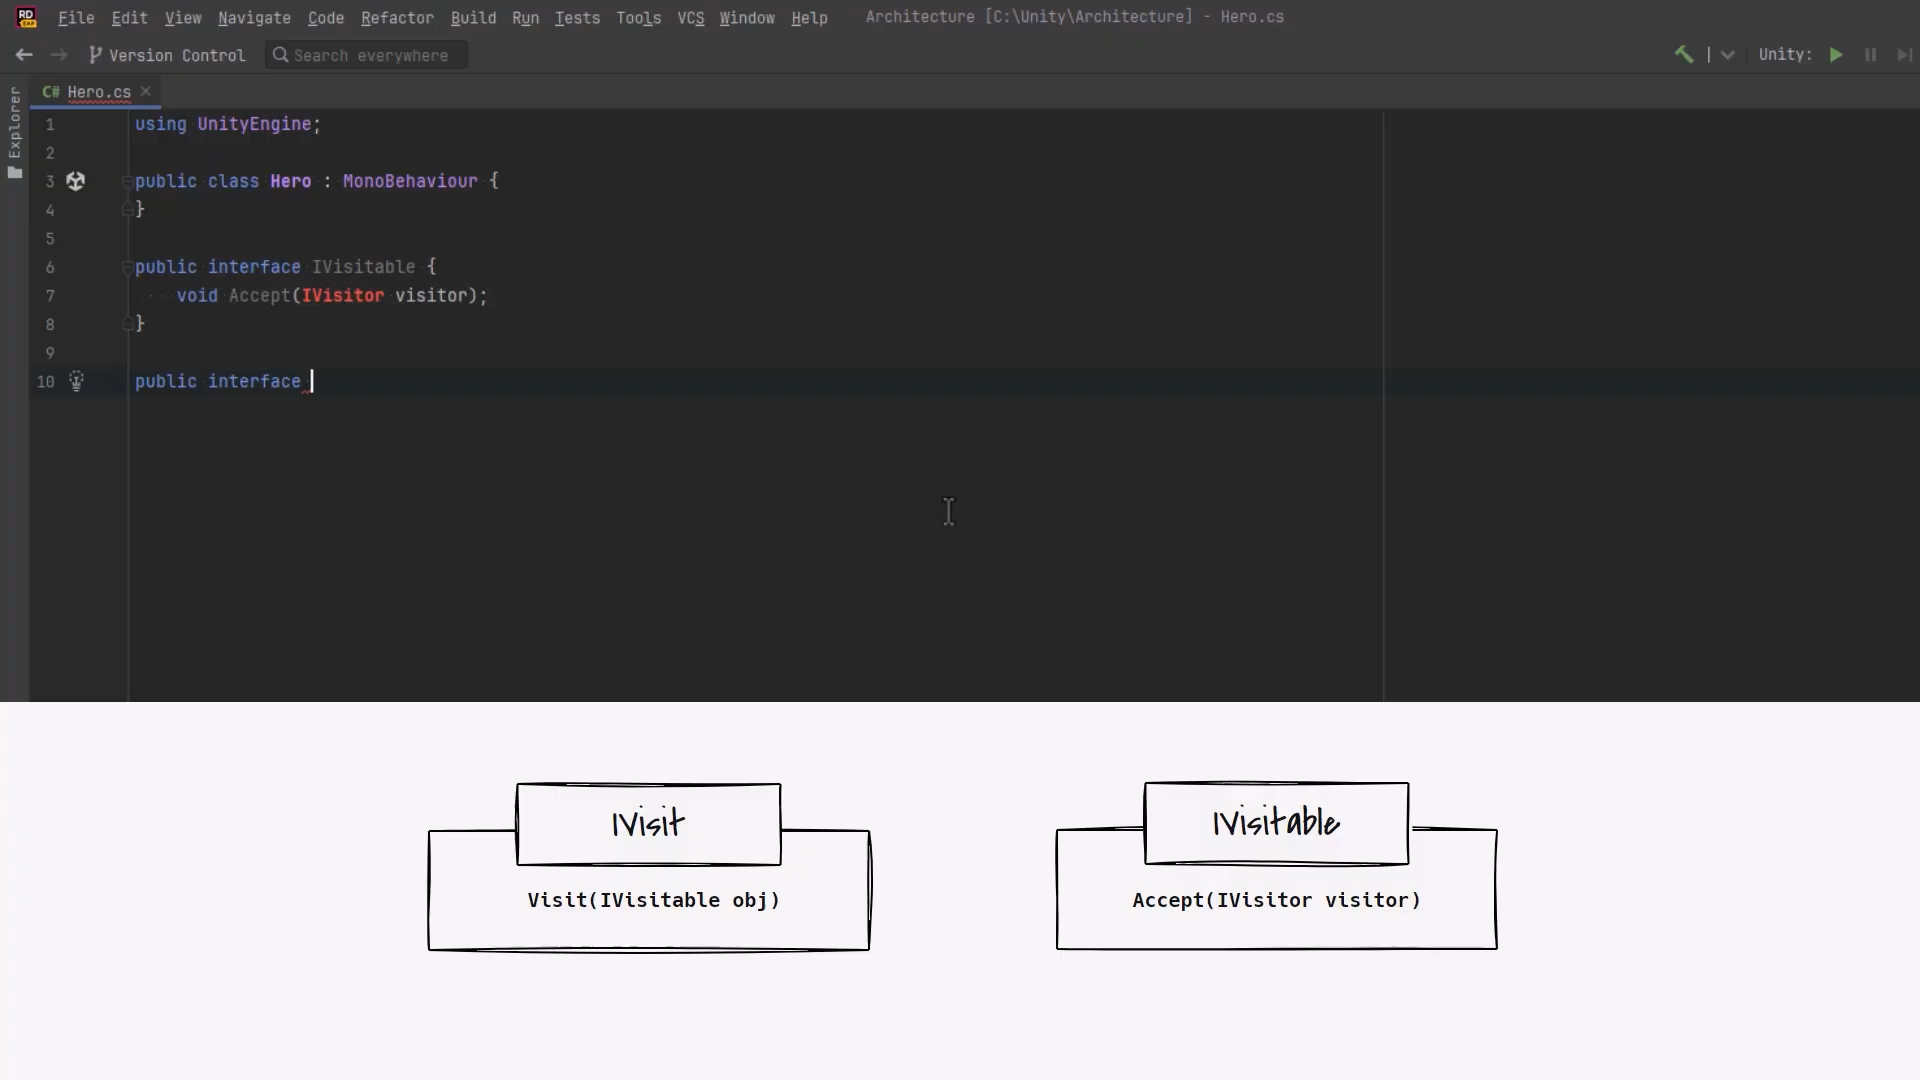 File Edit View Navigate Code Refactor Build Run Tests Tools VCS Window Help Architecture [C:\Unity\Architecture] - Hero.cs
Version Control Search everywhere Unity:
C# Hero.cs
Explorer
1 using UnityEngine;
2
3 public class Hero : MonoBehaviour {
4 }
5
6 public interface IVisitable {
7 void Accept(IVisitor visitor);
8 }
9
10 public interface
IVisit
Visit(IVisitable obj)
IVisitable
Accept(IVisitor visitor)